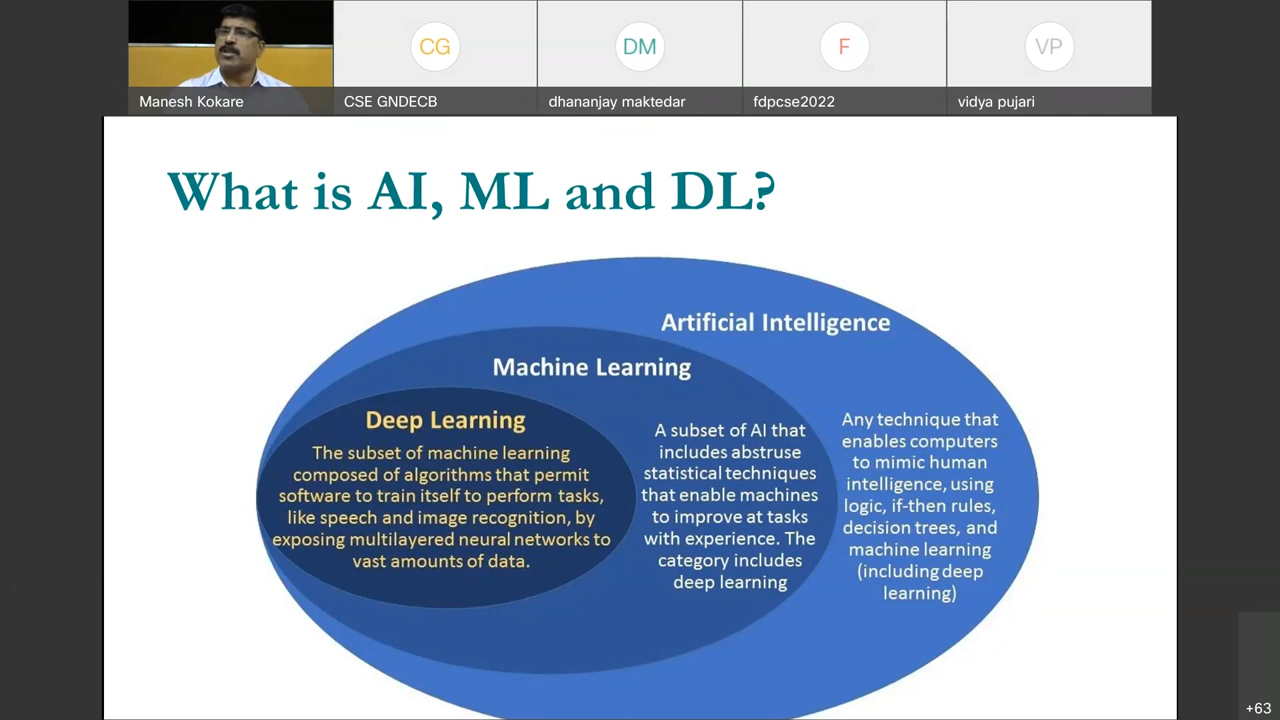 CG
DM
F
VP
Manesh Kokare
CSE GNDECB
dhananjay maktedar
fdpcse2022
vidya pujari
What is AI, ML and DL?
Artificial Intelligence
Machine Learning
Deep Learning
The subset of machine learning
composed of algorithms that permit
software to train itself to perform tasks,
like speech and image recognition, by
exposing multilayered neural networks to
vast amounts of data.
A subset of AI that
includes abstruse
statistical techniques
that enable machines
to improve at tasks
with experience. The
category includes
deep learning
Any technique that
enables computers
to mimic human
intelligence, using
logic, if-then rules,
decision trees, and
machine learning
(including deep
learning)
+63